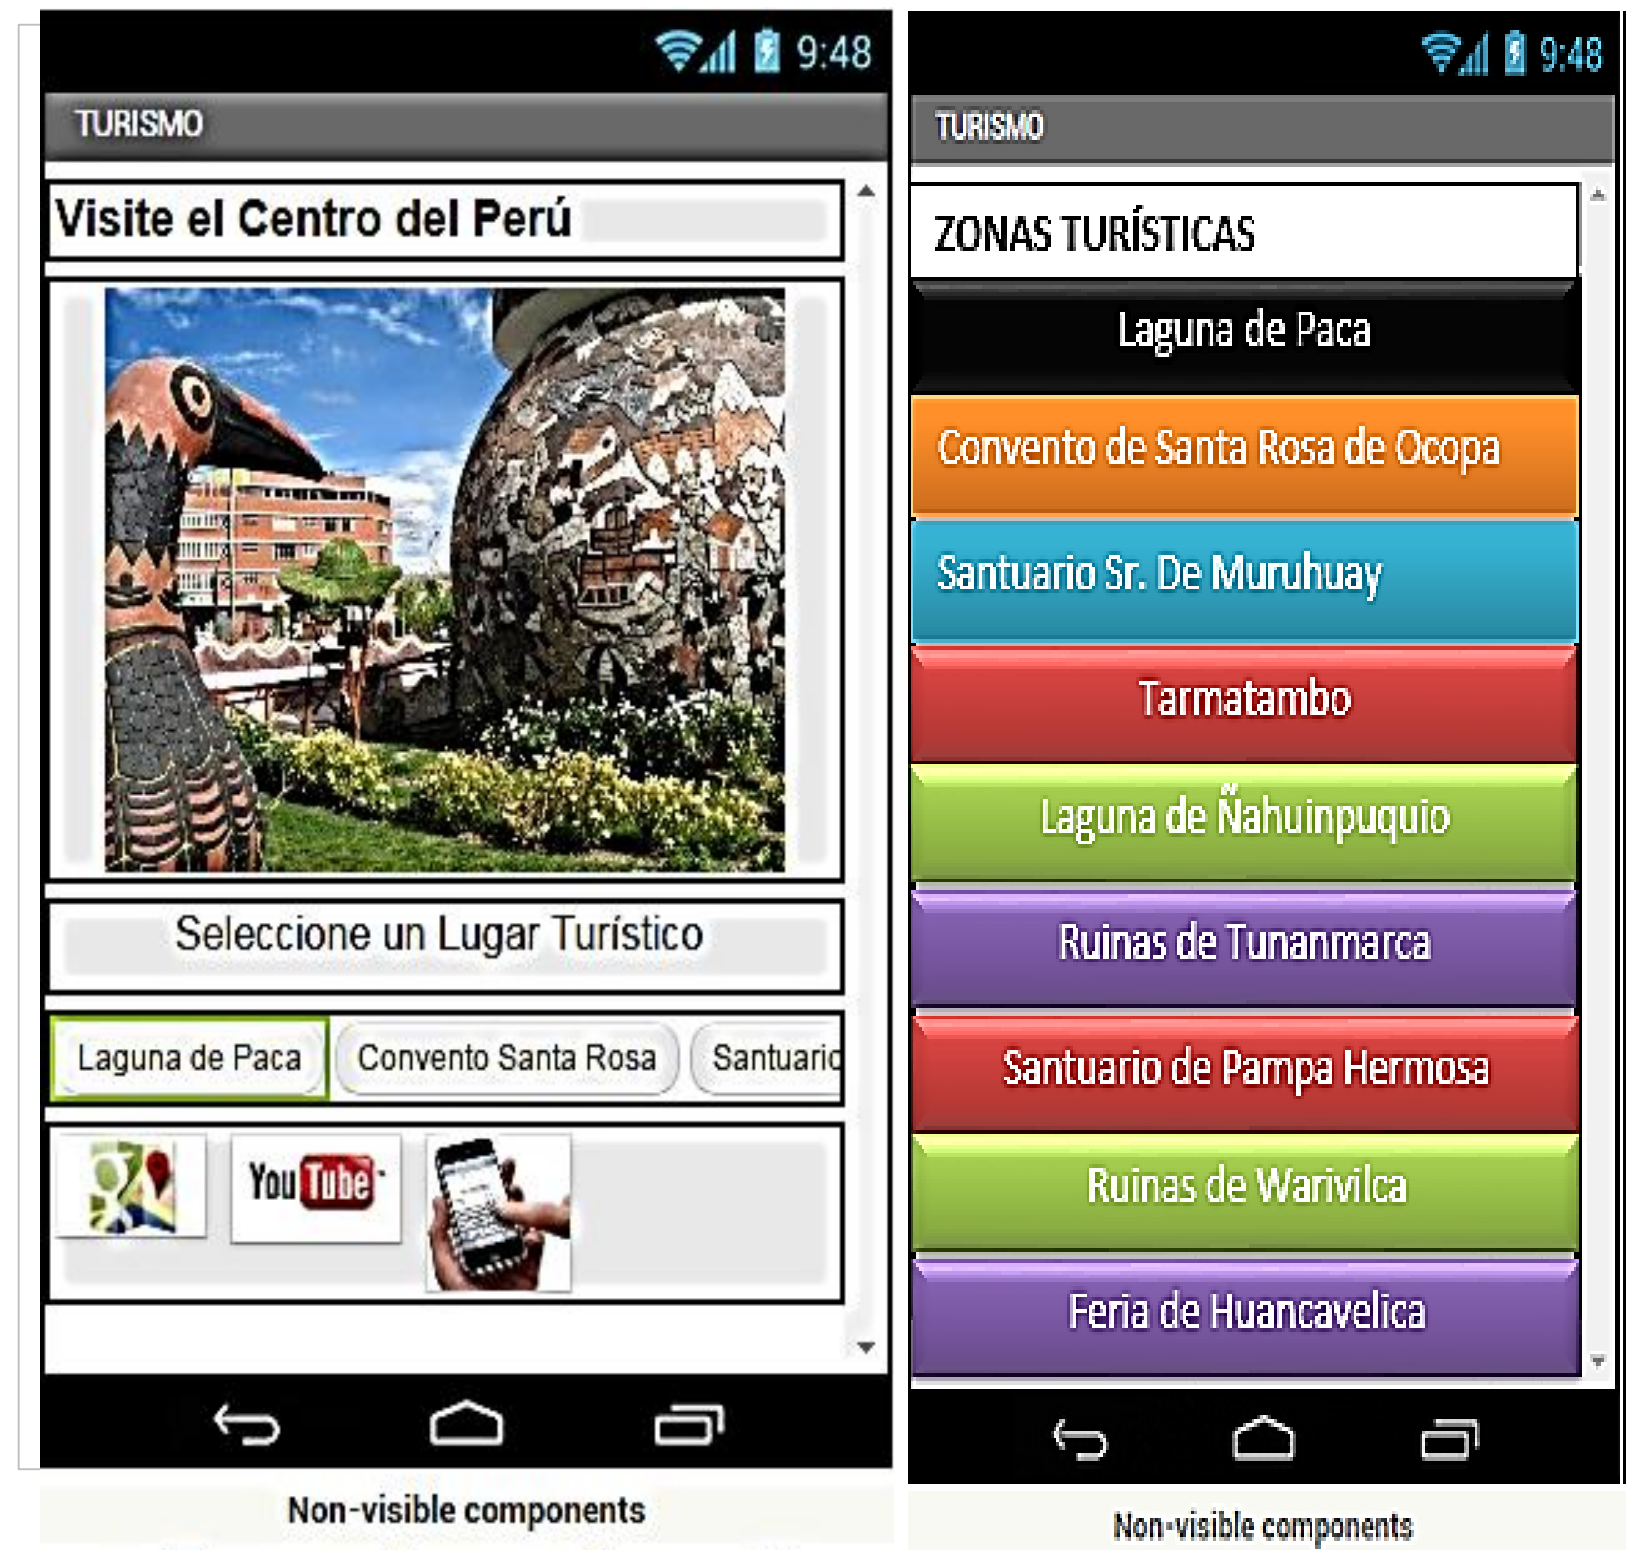 9:48
TURISMO
Visite el Centro del Perú
Seleccione un Lugar Turístico
Laguna de Paca
Convento Santa Rosa
Santuario
YouTube
Non-visible components
9:48
TURISMO
ZONAS TURÍSTICAS
Laguna de Paca
Convento de Santa Rosa de Ocopa
Santuario Sr. De Muruhuay
Tarmatambo
Laguna de Ñahuinpuquio
Ruinas de Tunanmarca
Santuario de Pampa Hermosa
Ruinas de Warivilca
Feria de Huancavelica
Non-visible components